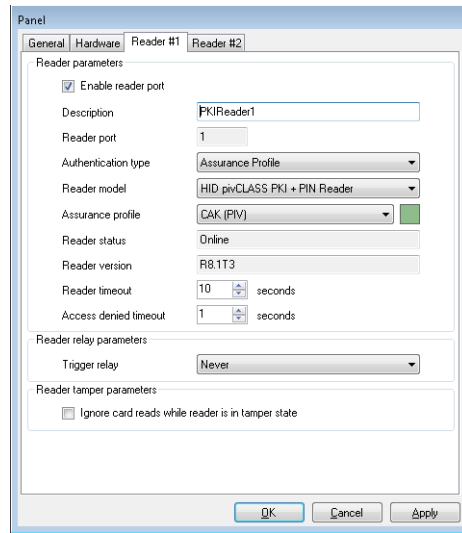 Panel
General Hardware Reader #1 Reader #2
Reader parameters
Enable reader port
Description PKIReader1
Reader port 1
Authentication type Assurance Profile
Reader model HID pivCLASS PKI + PIN Reader
Assurance profile CAK (PIV)
Reader status Online
Reader version R8.1T3
Reader timeout 10 seconds
Access denied timeout 1 seconds
Reader relay parameters
Trigger relay Never
Reader tamper parameters
Ignore card reads while reader is in tamper state
OK Cancel Apply